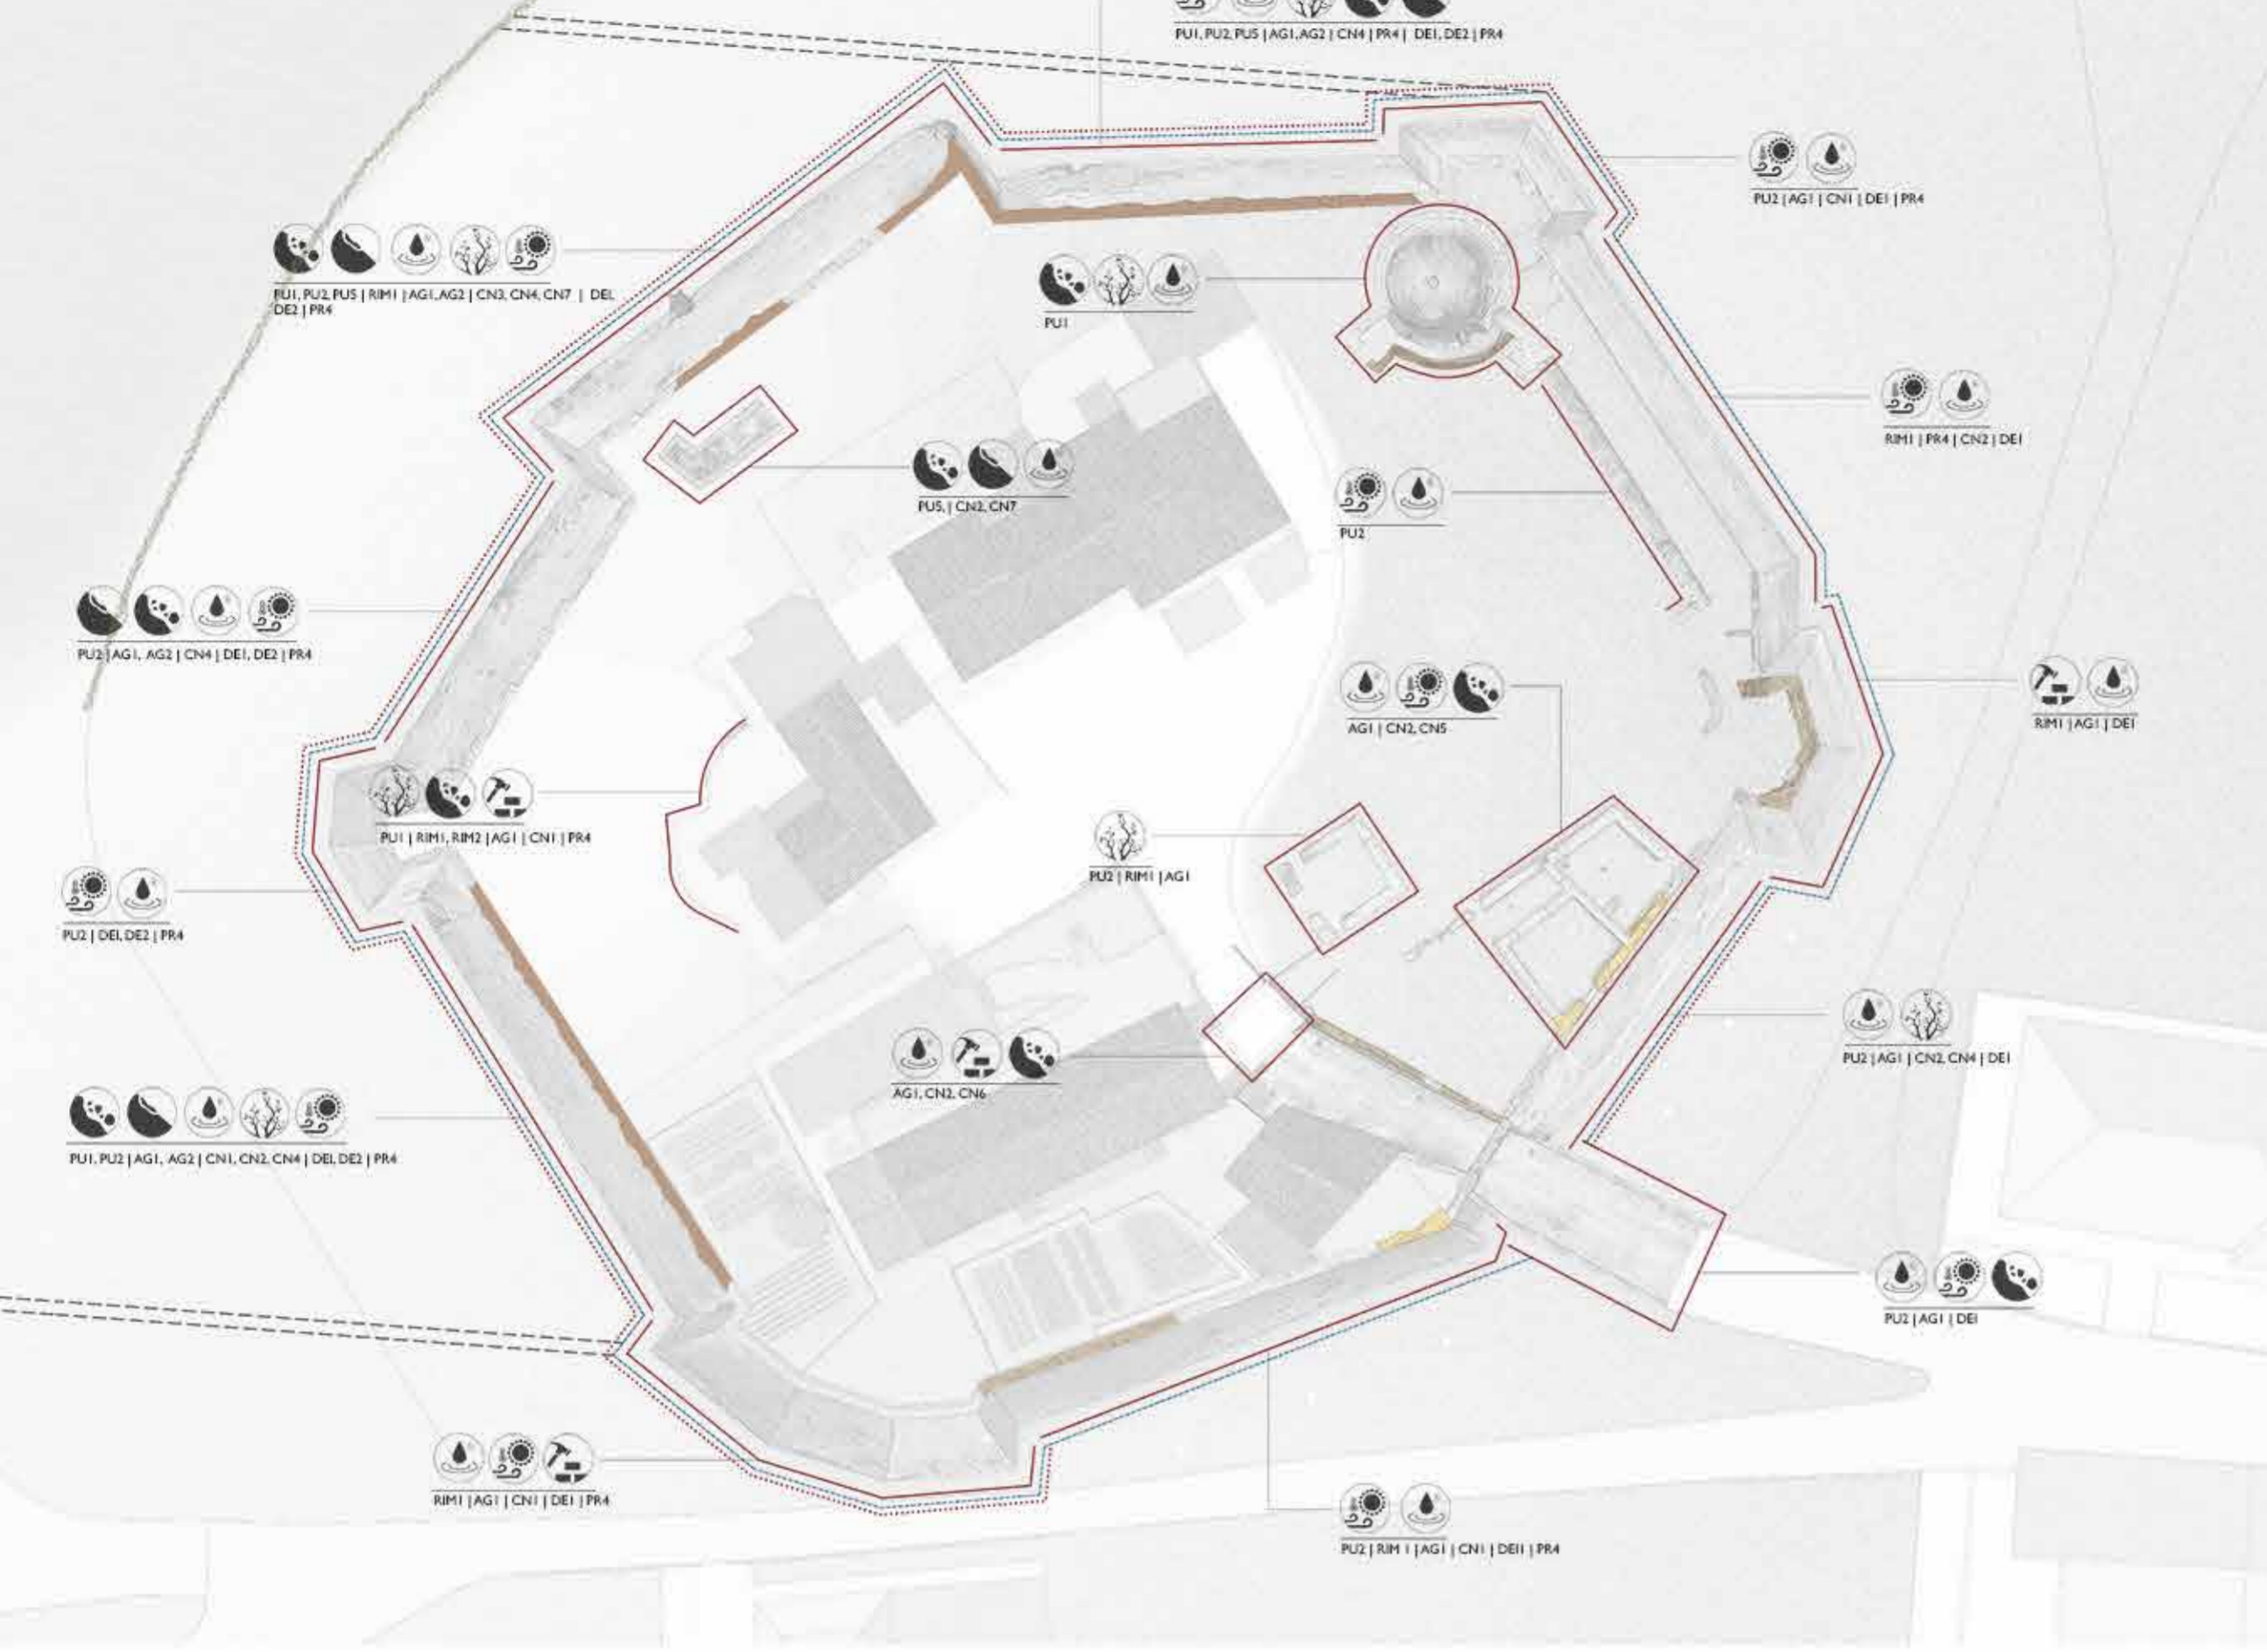 PU1, PU2, PU5 | AG1, AG2 | CN4 | PR4 | DE1, DE2 | PR4
PU2 | AG1 | CN1 | DE1 | PR4
PU1, PU2, PU5 | RIM1 | AG1, AG2 | CN3, CN4, CN7 | DE1,
DE2 | PR4
PU1
RIM1 | PR4 | CN2 | DE1
PU5, | CN2, CN7
PU2
PU2 | AG1, AG2 | CN4 | DE1, DE2 | PR4
AG1 | CN2, CN5
RIM1 | AG1 | DE1
PU1 | RIM1, RIM2 | AG1 | CN1 | PR4
PU2 | RIM1 | AG1
PU2 | DE1, DE2 | PR4
PU2 | AG1 | CN2, CN4 | DE1
AG1, CN2, CN6
PU1, PU2 | AG1, AG2 | CN1, CN2, CN4 | DE1, DE2 | PR4
PU2 | AG1 | DE1
RIM1 | AG1 | CN1 | DE1 | PR4
PU2 | RIM 1 | AG1 | CN1 | DE11 | PR4